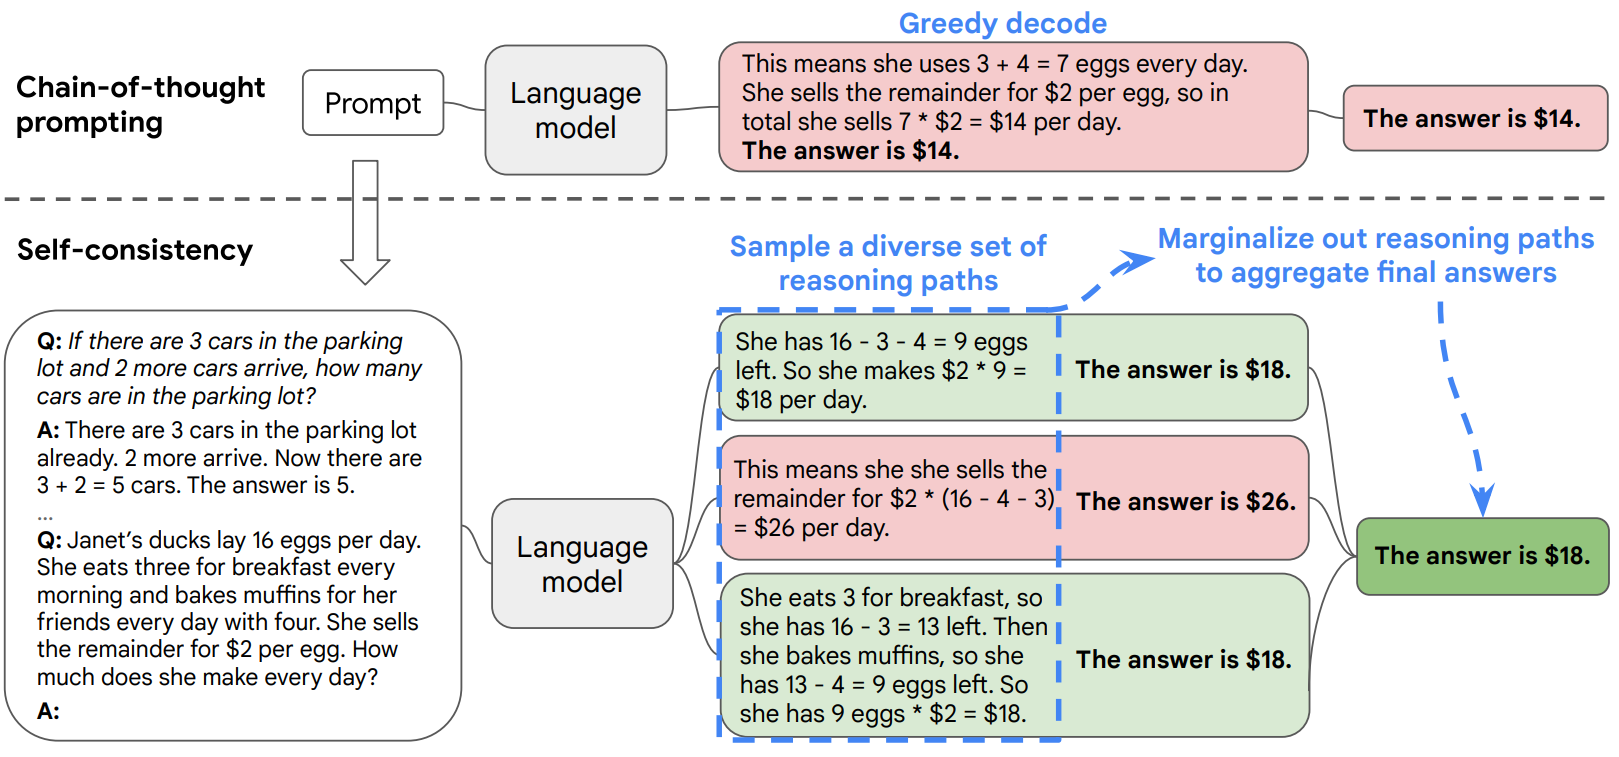 Greedy decode
Chain-of-thought
prompting
Prompt
Language
model
This means she uses 3 + 4 = 7 eggs every day.
She sells the remainder for $2 per egg, so in
total she sells 7 * $2 = $14 per day.
The answer is $14.
The answer is $14.
Self-consistency
Sample a diverse set of
reasoning paths
Marginalize out reasoning paths
to aggregate final answers
Q: If there are 3 cars in the parking
lot and 2 more cars arrive, how many
cars are in the parking lot?
A: There are 3 cars in the parking lot
already. 2 more arrive. Now there are
3 + 2 = 5 cars. The answer is 5.
...
Q: Janet’s ducks lay 16 eggs per day.
She eats three for breakfast every
morning and bakes muffins for her
friends every day with four. She sells
the remainder for $2 per egg. How
much does she make every day?
A:
Language
model
She has 16 - 3 - 4 = 9 eggs
left. So she makes $2 * 9 =
$18 per day.
The answer is $18.
This means she she sells the
remainder for $2 * (16 - 4 - 3)
= $26 per day.
The answer is $26.
She eats 3 for breakfast, so
she has 16 - 3 = 13 left. Then
she bakes muffins, so she
has 13 - 4 = 9 eggs left. So
she has 9 eggs * $2 = $18.
The answer is $18.
The answer is $18.